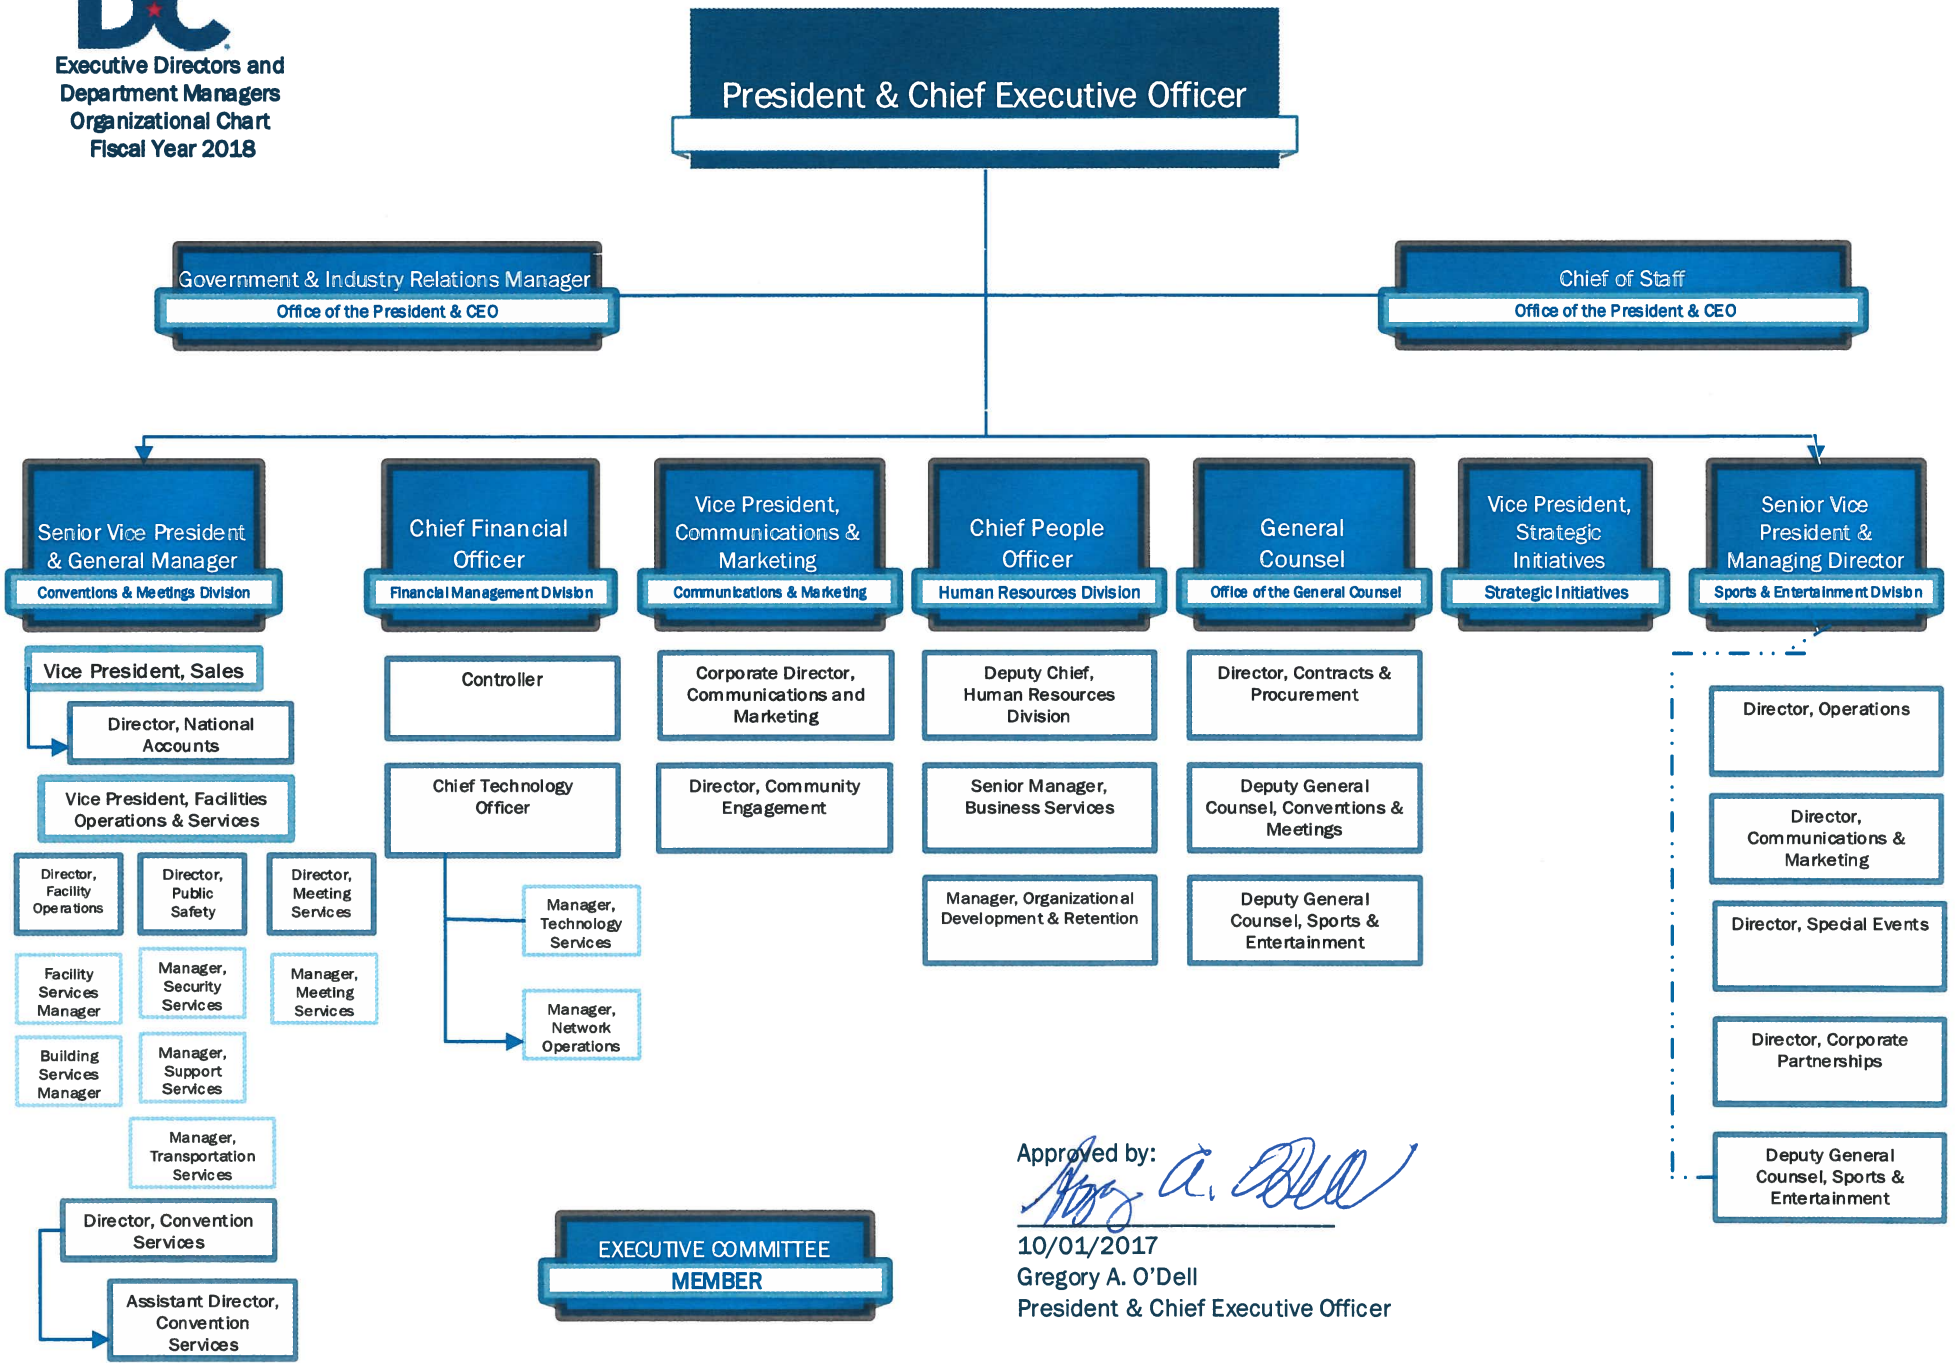 DC
Executive Directors and
Department Managers
Organizational Chart
Fiscal Year 2018
President & Chief Executive Officer
Government & Industry Relations Manager
Office of the President & CEO
Chief of Staff
Office of the President & CEO
Senior Vice President
& General Manager
Conventions & Meetings Division
Chief Financial
Officer
Financial Management Division
Vice President,
Communications &
Marketing
Communications & Marketing
Chief People
Officer
Human Resources Division
General
Counsel
Office of the General Counsel
Vice President,
Strategic
Initiatives
Strategic Initiatives
Senior Vice
President &
Managing Director
Sports & Entertainment Division
Vice President, Sales
Director, National
Accounts
Vice President, Facilities
Operations & Services
Director,
Facility
Operations
Director,
Public
Safety
Director,
Meeting
Services
Facility
Services
Manager
Manager,
Security
Services
Manager,
Meeting
Services
Building
Services
Manager
Manager,
Support
Services
Manager,
Transportation
Services
Director, Convention
Services
Assistant Director,
Convention
Services
Controller
Chief Technology
Officer
Manager,
Technology
Services
Manager,
Network
Operations
Corporate Director,
Communications and
Marketing
Director, Community
Engagement
Deputy Chief,
Human Resources
Division
Senior Manager,
Business Services
Manager, Organizational
Development & Retention
Director, Contracts &
Procurement
Deputy General
Counsel, Conventions &
Meetings
Deputy General
Counsel, Sports &
Entertainment
Director, Operations
Director,
Communications &
Marketing
Director, Special Events
Director, Corporate
Partnerships
Deputy General
Counsel, Sports &
Entertainment
EXECUTIVE COMMITTEE
MEMBER
Approved by:
10/01/2017
Gregory A. O'Dell
President & Chief Executive Officer